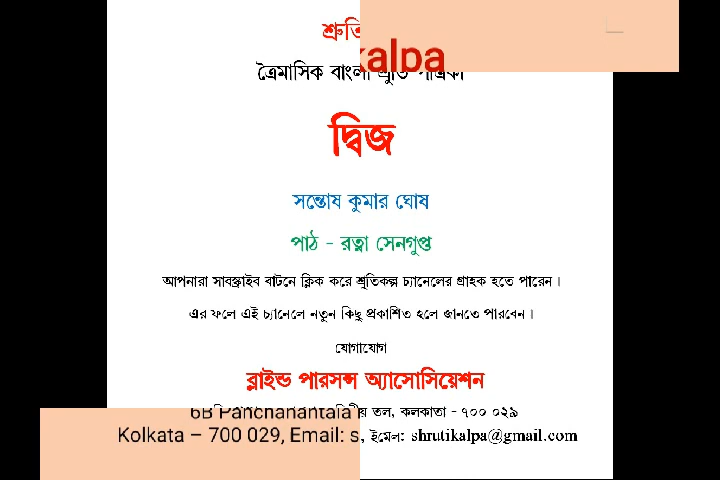 শ্রুতি
kalpa
ত্রৈমাসিক বাংলা শ্রুতি পত্রিকা
দ্বিজ
সন্তোষ কুমার ঘোষ
পাঠ - রত্না সেনগুপ্ত
আপনারা সাবস্ক্রাইব বাটনে ক্লিক করে শ্রুতিকল্প চ্যানেলের গ্রাহক হতে পারেন।
এর ফলে এই চ্যানেলে নতুন কিছু প্রকাশিত হলে জানতে পারবেন।
যোগাযোগ
ব্লাইন্ড পারসন্স অ্যাসোসিয়েশন
6B Panchanantala তল, কলকাতা - ৭০০ ০২৯
Kolkata – 700 029, Email: s, ইমেল: shrutikalpa@gmail.com